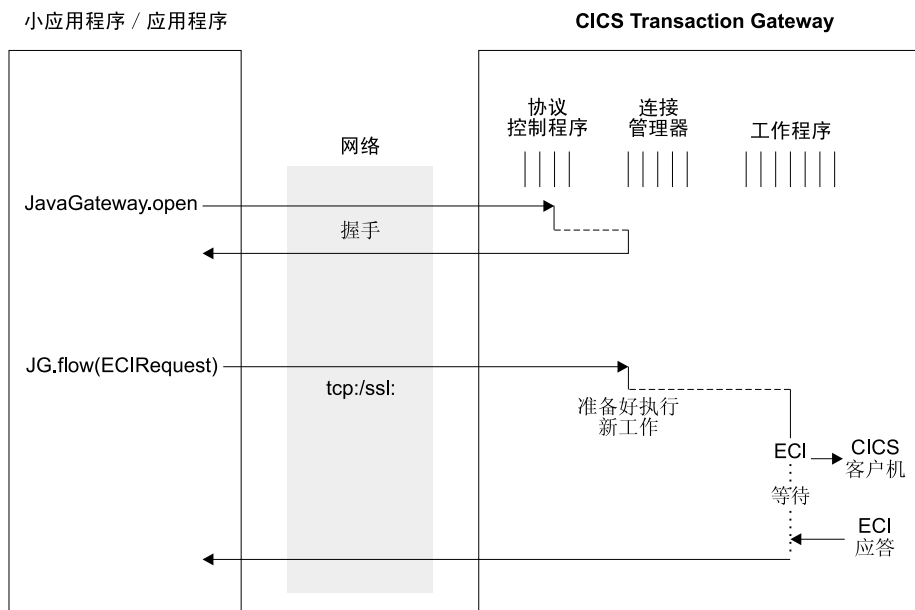 小应用程序 / 应用程序
CICS Transaction Gateway
协议
控制程序
连接
管理器
工作程序
网络
JavaGateway.open
握手
JG.flow(ECIRequest)
tcp:/ssl:
准备好执行
新工作
ECI
CICS
客户机
等待
ECI
应答